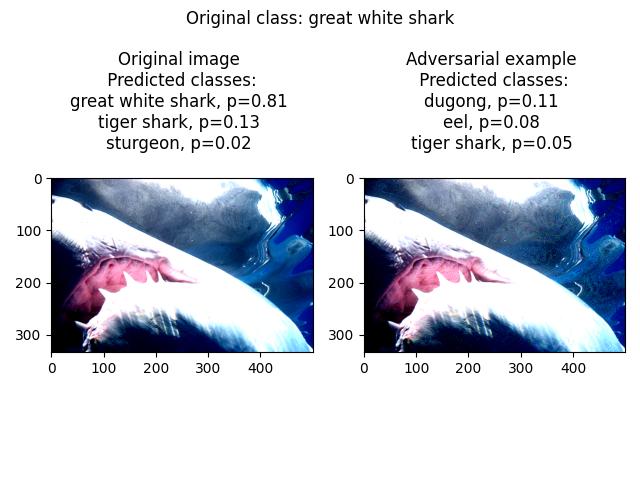 Original class: great white shark
Original image
Predicted classes:
great white shark, p=0.81
tiger shark, p=0.13
sturgeon, p=0.02
0
100
200
300
0
100
200
300
400
Adversarial example
Predicted classes:
dugong, p=0.11
eel, p=0.08
tiger shark, p=0.05
0
100
200
300
0
100
200
300
400